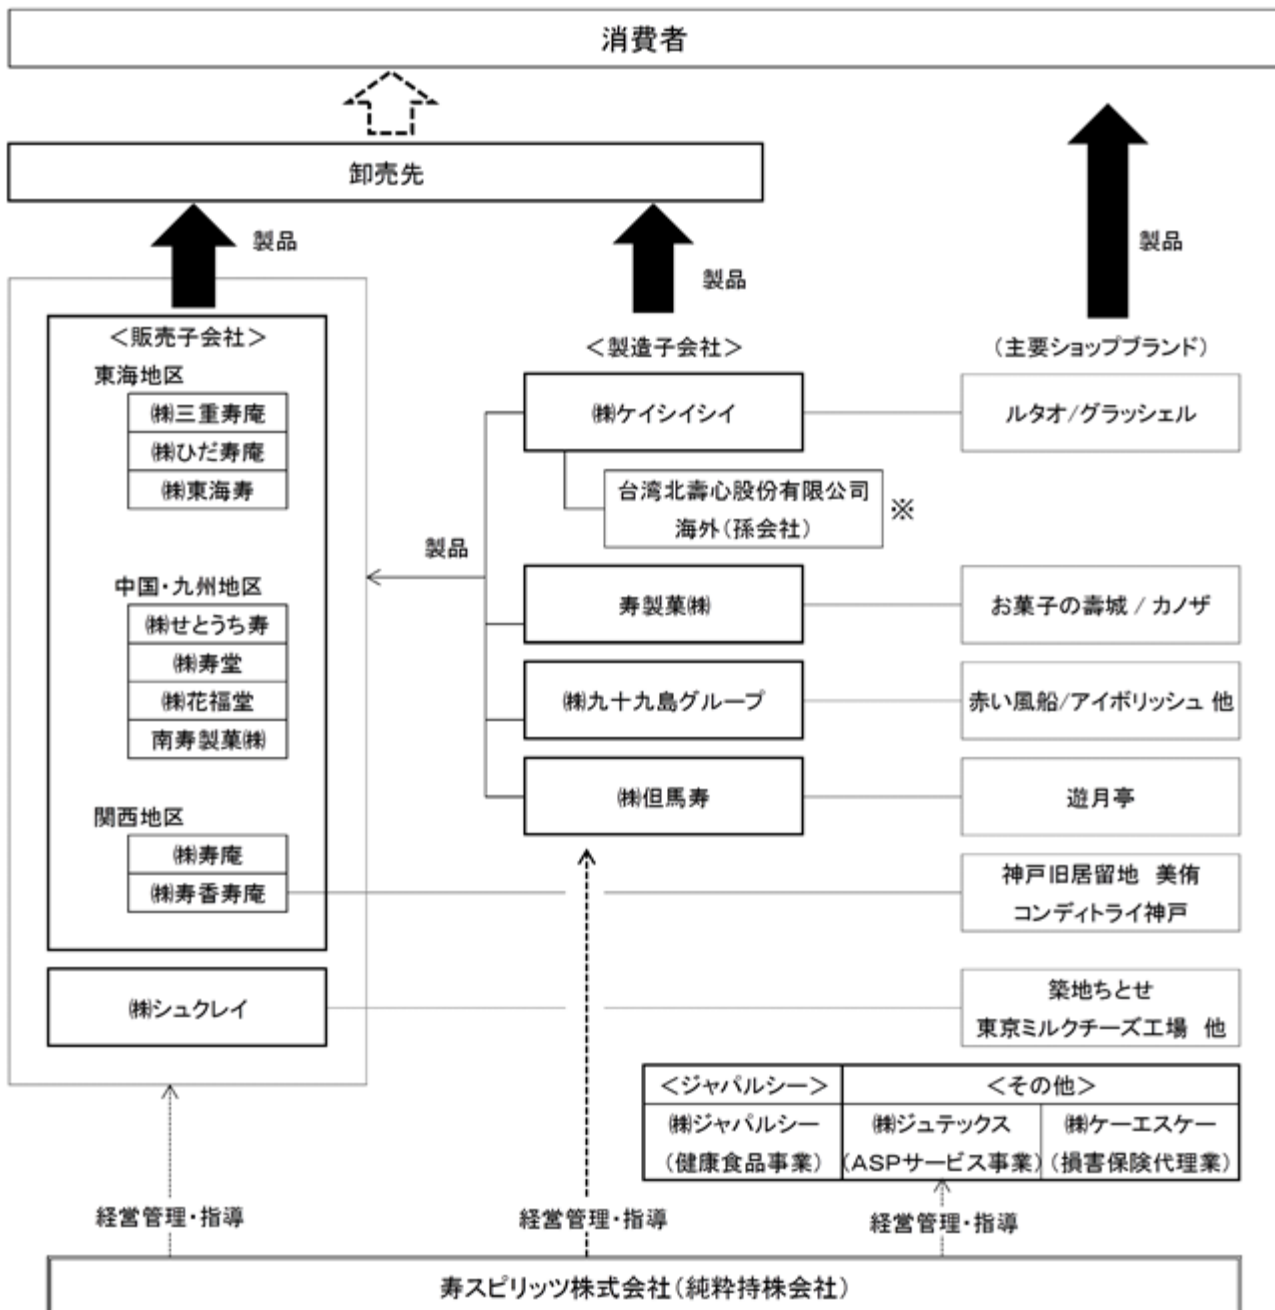 消費者
卸売先
製品
製品
製品
＜販売子会社＞
東海地区
㈱三重寿庵
㈱ひだ寿庵
㈱東海寿
中国・九州地区
㈱せとうち寿
㈱寿堂
㈱花福堂
南寿製菓㈱
関西地区
㈱寿庵
㈱寿香寿庵
㈱シュクレイ
製品
＜製造子会社＞
㈱ケイシイシイ
台湾北壽心股份有限公司
海外（孫会社）
※
寿製菓㈱
㈱九十九島グループ
㈱但馬寿
（主要ショップブランド）
ルタオ/グラッシェル
お菓子の壽城 / カノザ
赤い風船/アイボリッシュ 他
遊月亭
神戸旧居留地 美侑
コンディトライ神戸
築地ちとせ
東京ミルクチーズ工場 他
＜ジャパルシー＞
㈱ジャパルシー
（健康食品事業）
＜その他＞
㈱ジュテックス
（ASPサービス事業）
㈱ケーエスケー
（損害保険代理業）
経営管理・指導
経営管理・指導
経営管理・指導
寿スピリッツ株式会社（純粋持株会社）